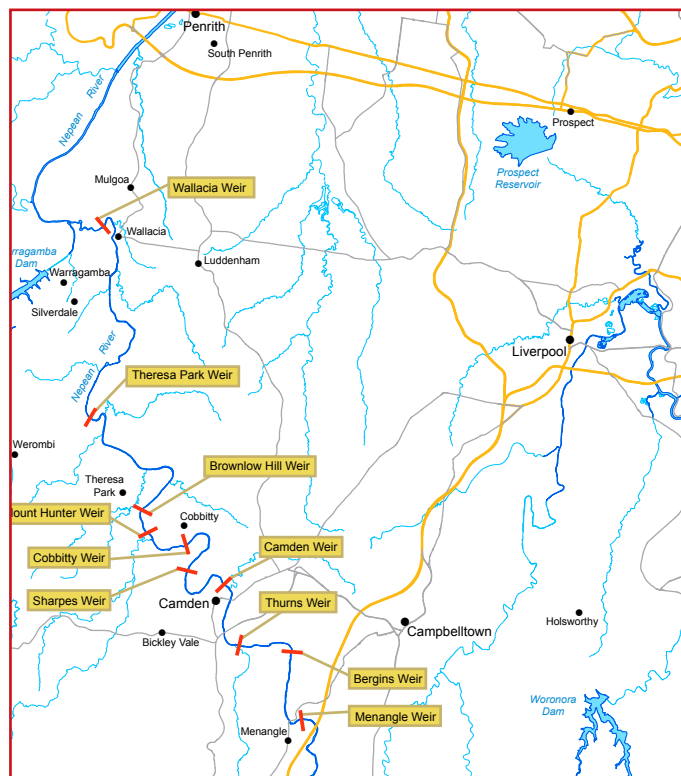 Penrith
South Penrith
Nepean River
Prospect
Prospect
Reservoir
Mulgoa
Wallacia Weir
Wallacia
rragamba
Dam
Luddenham
Warragamba
Silverdale
Nepean River
Liverpool
Theresa Park Weir
Werombi
Brownlow Hill Weir
Theresa
Park
ount Hunter Weir
Cobbitty
Cobbitty Weir
Camden Weir
Sharpes Weir
Camden
Thurns Weir
Holsworthy
Campbelltown
Bickley Vale
Bergins Weir
Woronora
Dam
Menangle Weir
Menangle